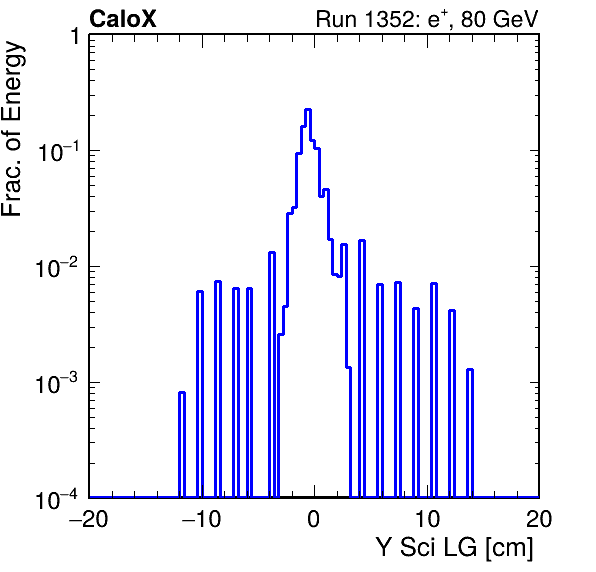 CaloX Run 1352: e⁺, 80 GeV
Frac. of Energy
1
10⁻¹
10⁻²
10⁻³
10⁻⁴
−20 −10 0 10 20
Y Sci LG [cm]